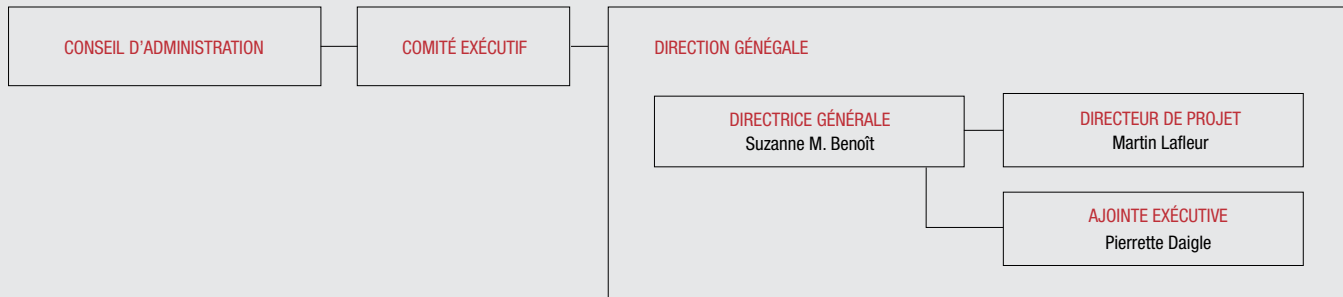 CONSEIL D'ADMINISTRATION
COMITÉ EXÉCUTIF
DIRECTION GÉNÉGALE
DIRECTRICE GÉNÉRALE
Suzanne M. Benoît
DIRECTEUR DE PROJET
Martin Lafleur
AJOINTE EXÉCUTIVE
Pierrette Daigle